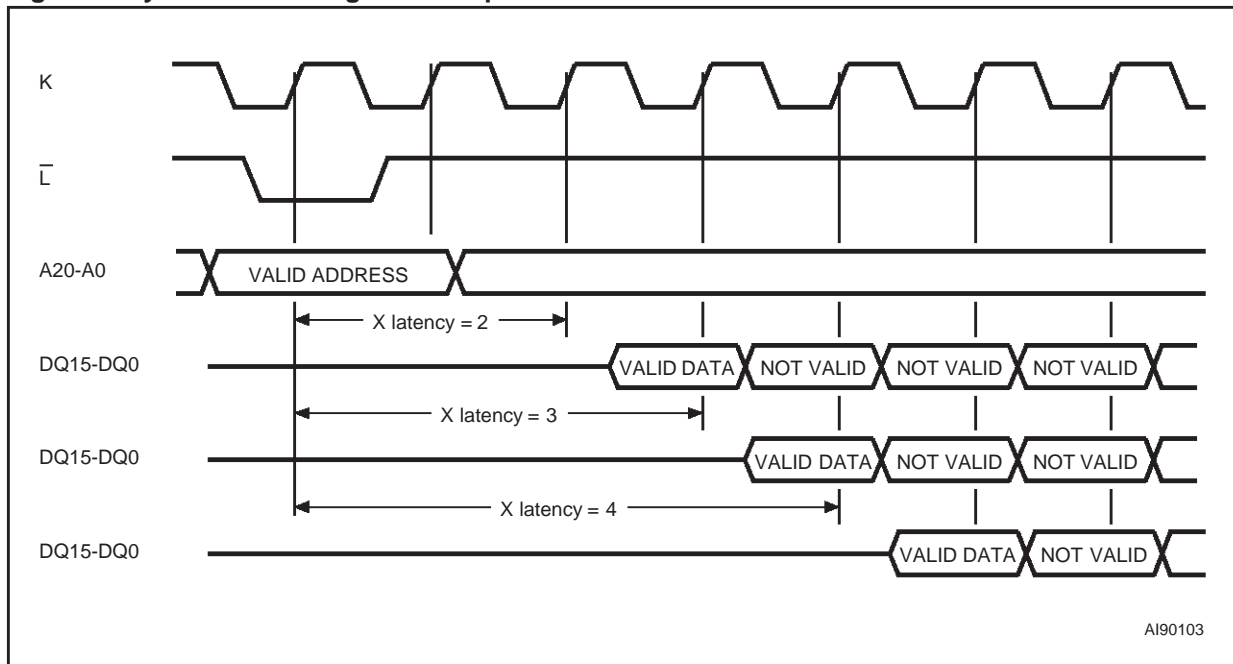 K
L
A20-A0
VALID ADDRESS
X latency = 2
DQ15-DQ0
VALID DATA
NOT VALID
NOT VALID
NOT VALID
X latency = 3
DQ15-DQ0
VALID DATA
NOT VALID
NOT VALID
X latency = 4
DQ15-DQ0
VALID DATA
NOT VALID
AI90103